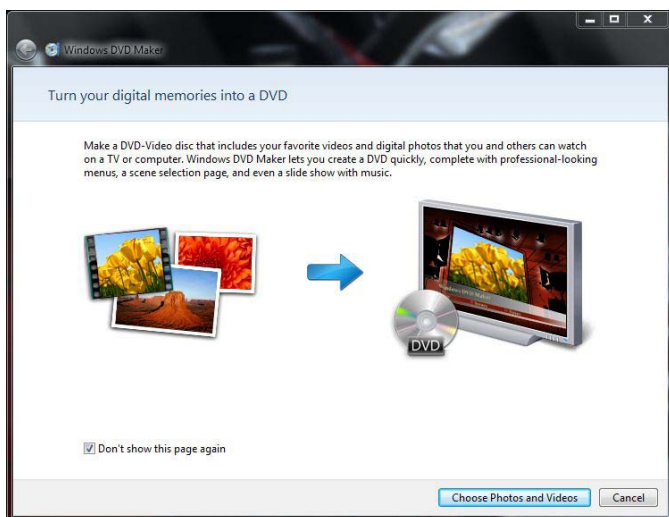 Windows DVD Maker
Turn your digital memories into a DVD
Make a DVD-Video disc that includes your favorite videos and digital photos that you and others can watch
on a TV or computer. Windows DVD Maker lets you create a DVD quickly, complete with professional-looking
menus, a scene selection page, and even a slide show with music.
Windows DVD Maker
DVD
Don't show this page again
Choose Photos and Videos
Cancel